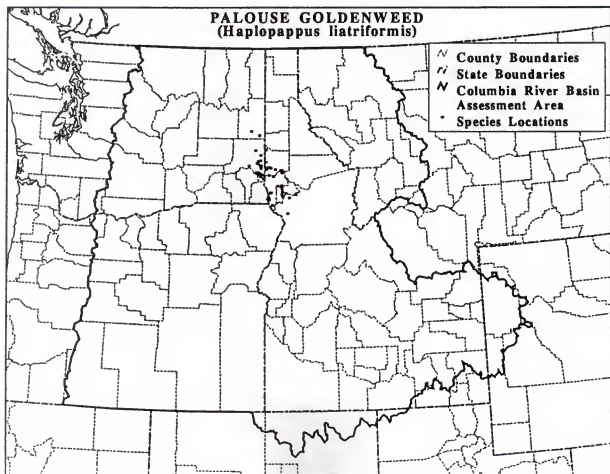 PALOUSE GOLDENWEED
(Haplopappus liatriformis)
County Boundaries
State Boundaries
Columbia River Basin
Assessment Area
Species Locations